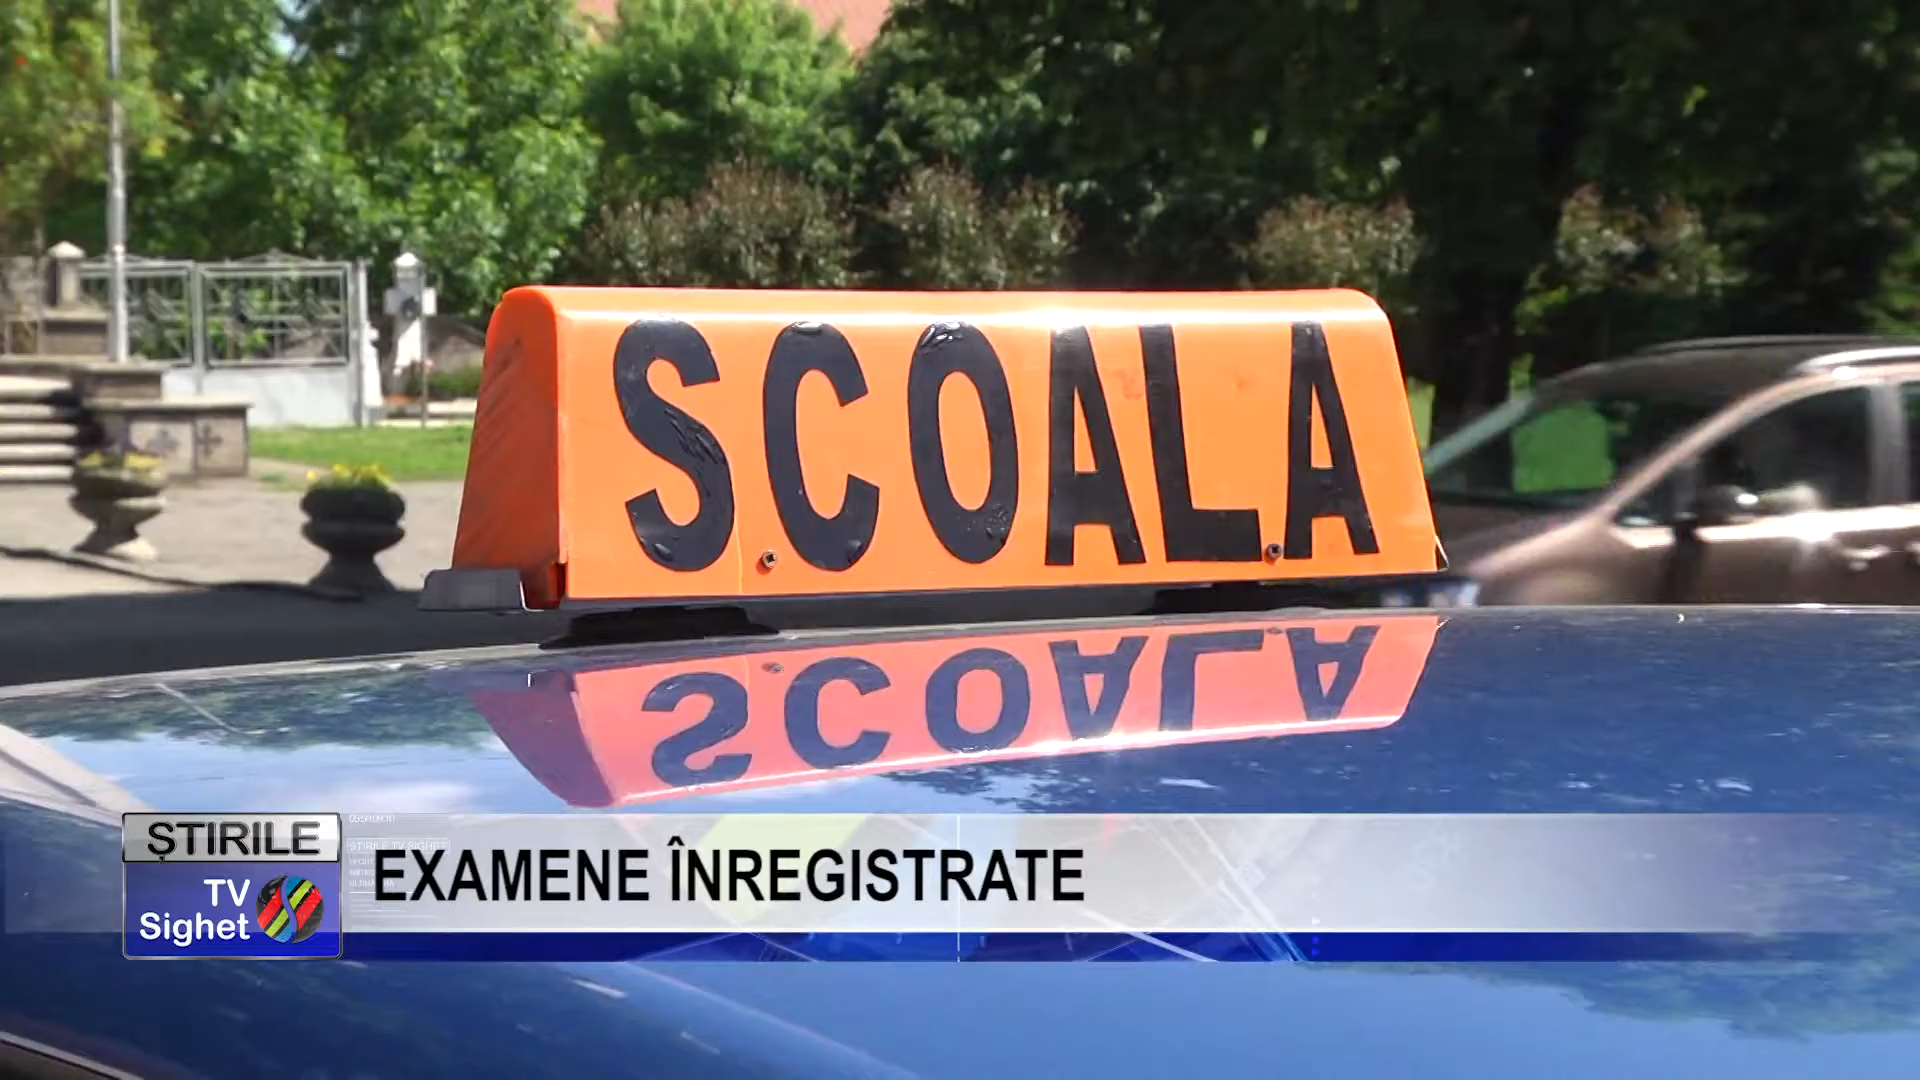 SCOALA
ȘTIRILE
TV
Sighet
EXAMENE ÎNREGISTRATE